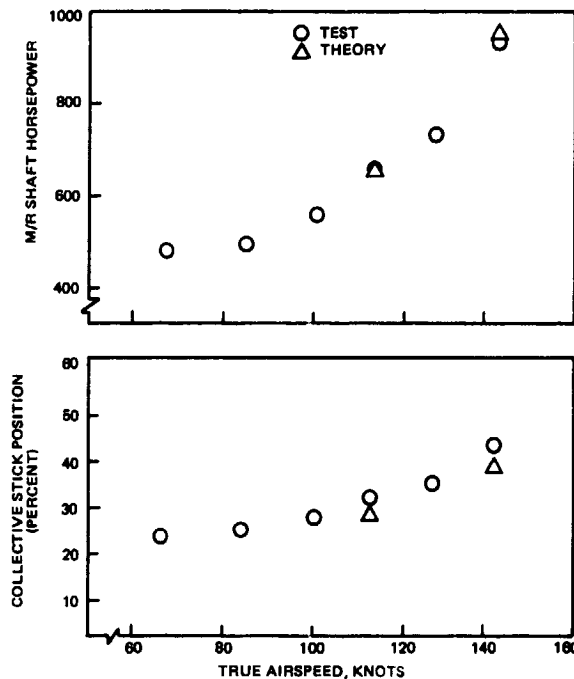 1000
800
600
400
M/R SHAFT HORSEPOWER
TEST
THEORY
60
50
40
30
20
10
COLLECTIVE STICK POSITION
(PERCENT)
60 80 100 120 140 160
TRUE AIRSPEED, KNOTS